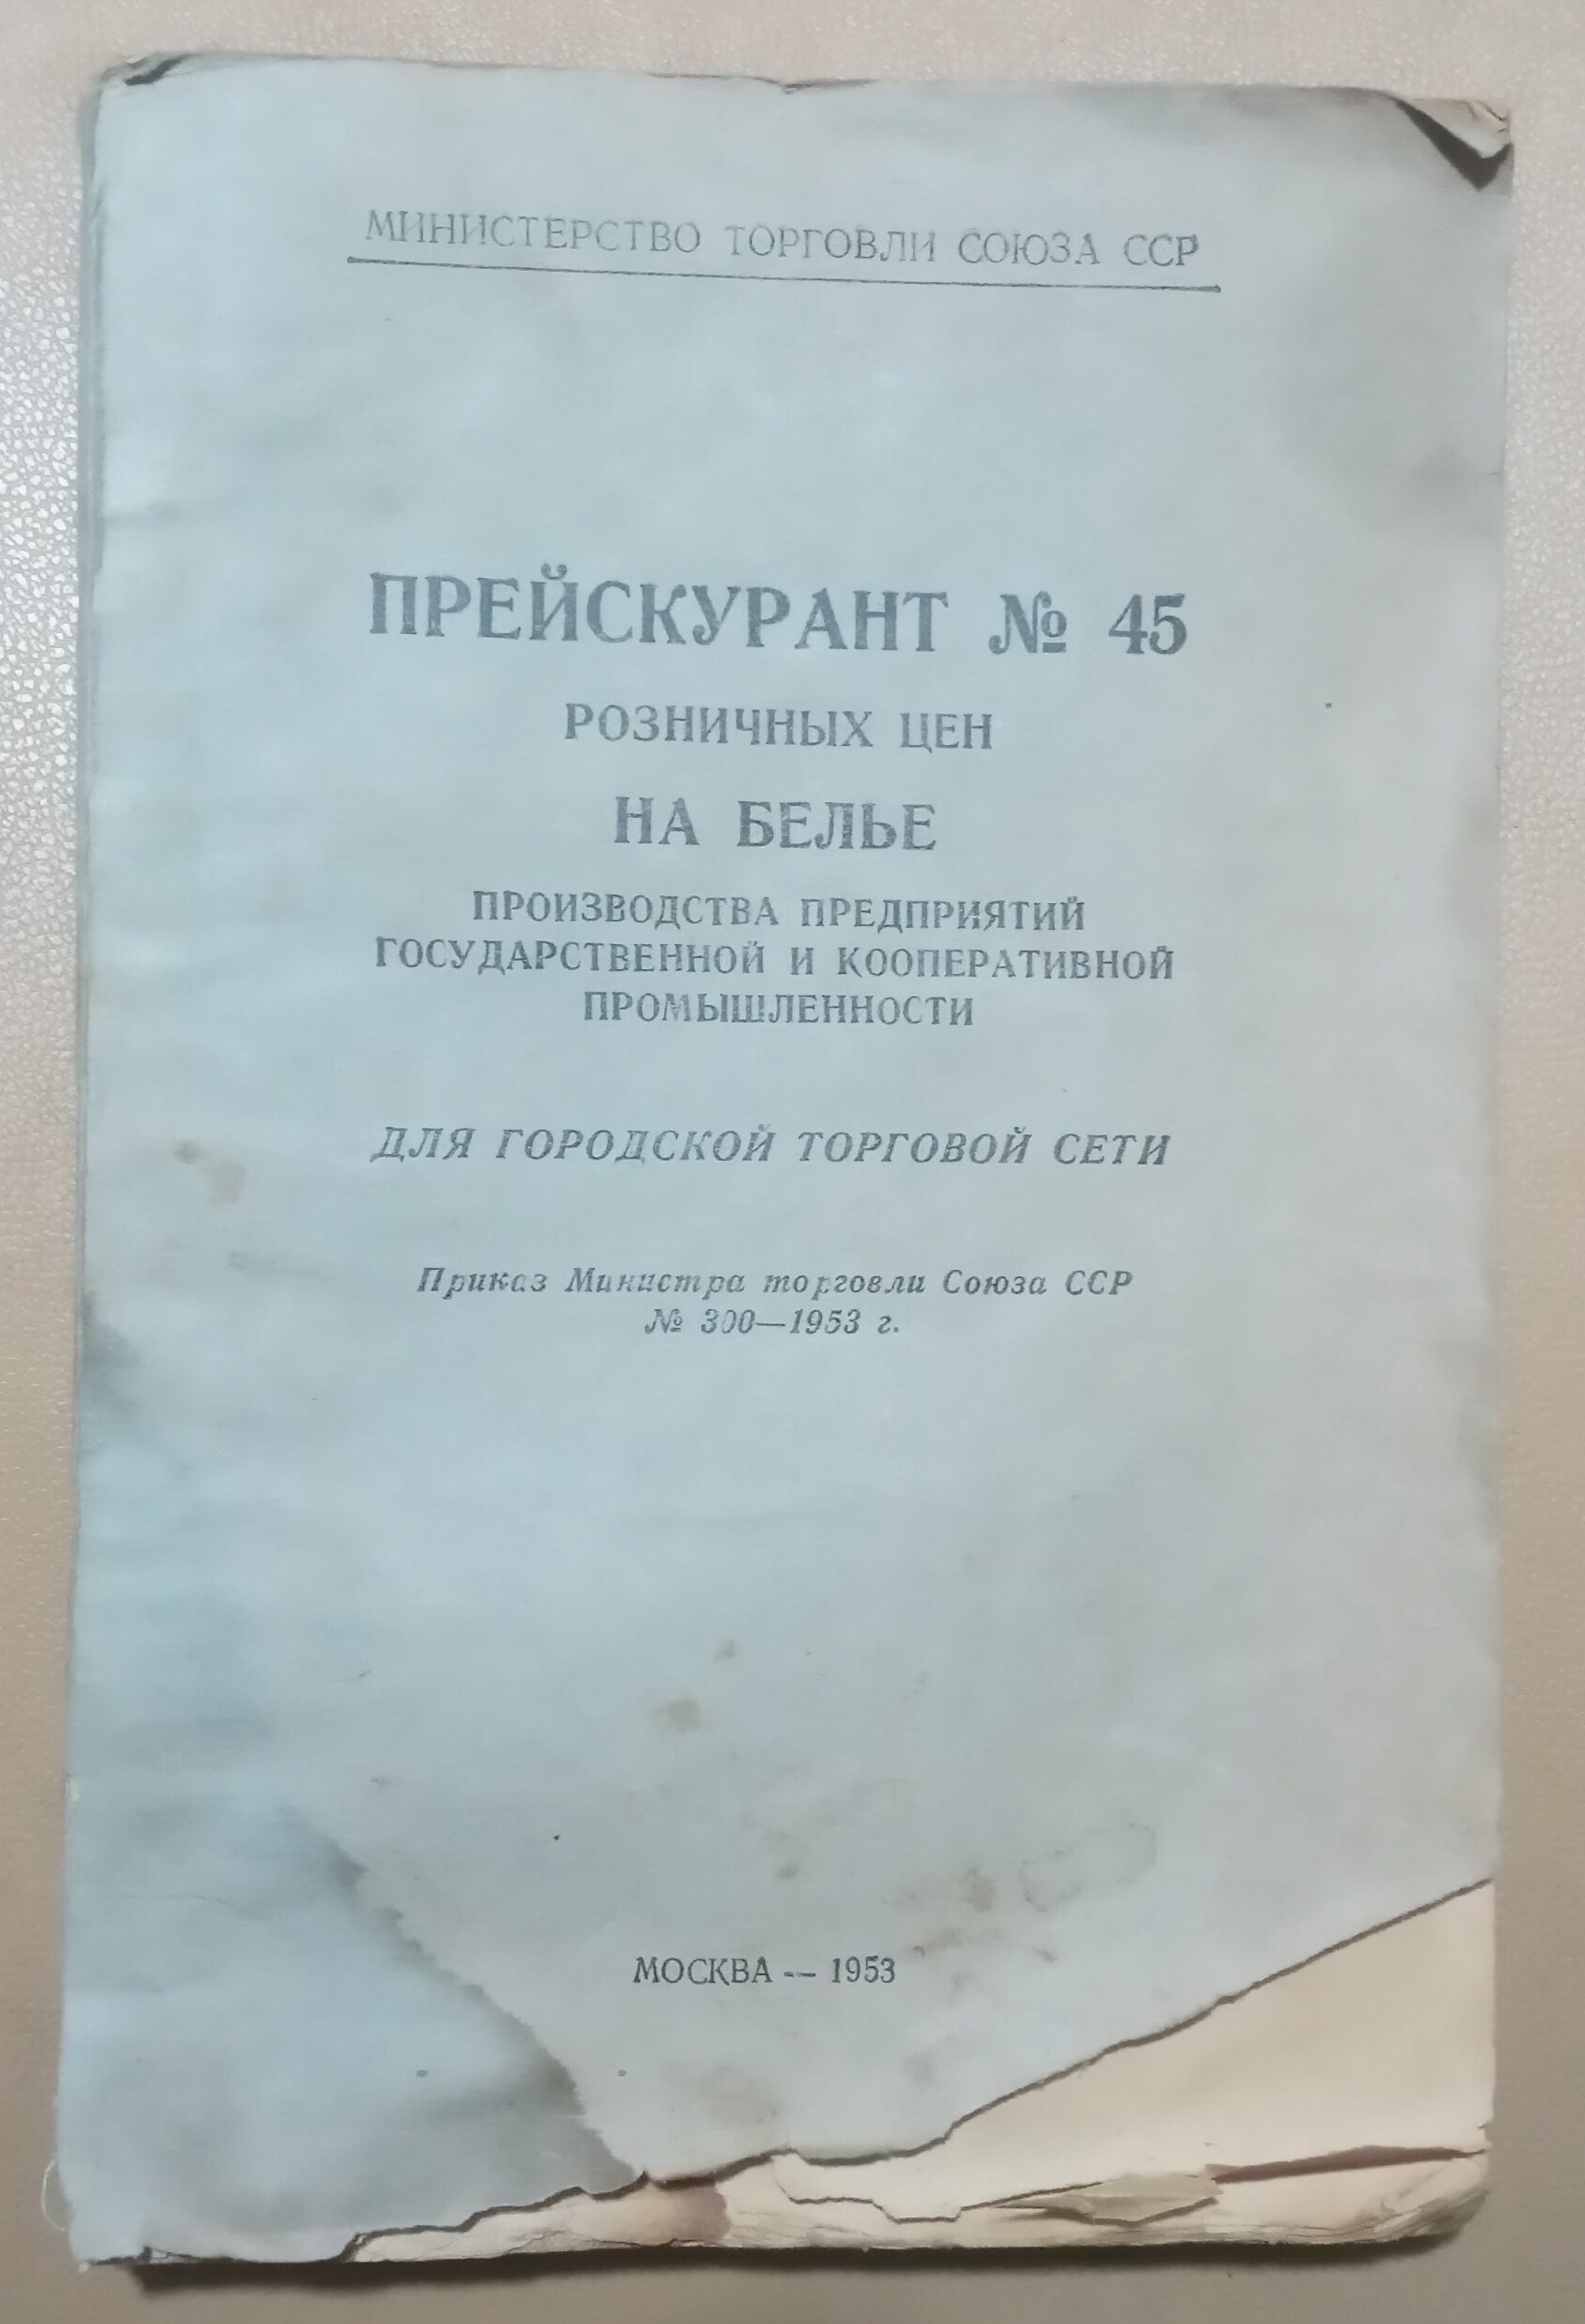 МИНИСТЕРСТВО ТОРГОВЛИ СОЮЗА ССР
ПРЕЙСКУРАНТ № 45
РОЗНИЧНЫХ ЦЕН
НА БЕЛЬЕ
ПРОИЗВОДСТВА ПРЕДПРИЯТИЙ
ГОСУДАРСТВЕННОЙ И КООПЕРАТИВНОЙ
ПРОМЫШЛЕННОСТИ
ДЛЯ ГОРОДСКОЙ ТОРГОВОЙ СЕТИ
Приказ Министра торговли Союза ССР
№ 300—1953 г.
МОСКВА — 1953